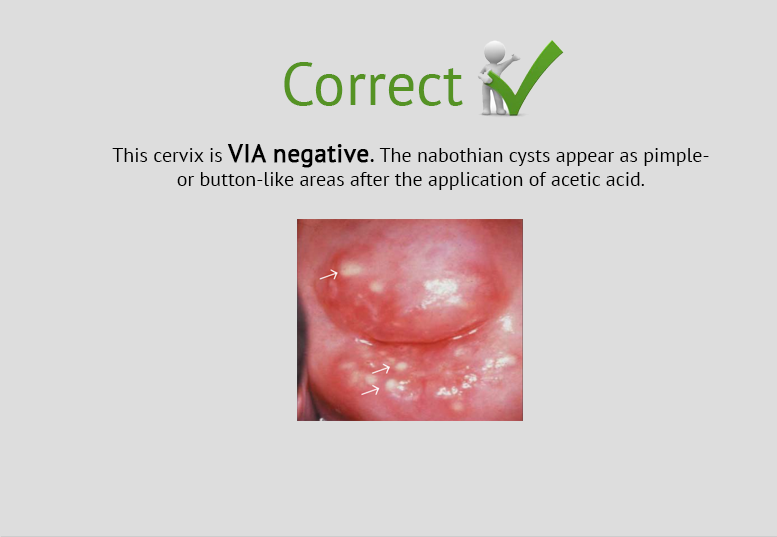 Correct
This cervix is VIA negative. The nabothian cysts appear as pimple-
or button-like areas after the application of acetic acid.